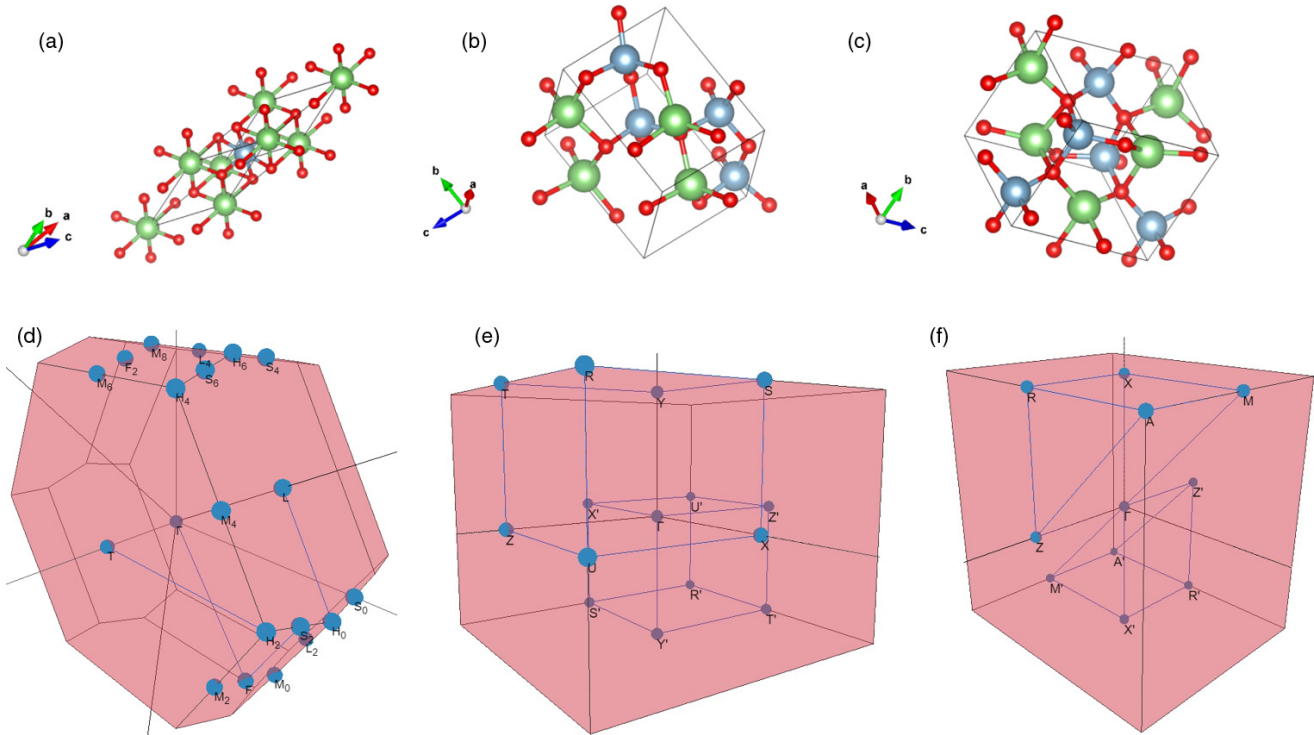 (a)
(b)
(c)
b
a
c
b
a
c
a
b
c
(d)
(e)
(f)
M₈
L₄
H₆
S₄
F₂
S₆
M₆
H₄
L
M₄
Γ
T
S₀
H₂
S₂
H₀
L₂
M₂
F
M₀
R
T
Y
S
X'
U'
Z'
Γ
Z
X
U
S'
R'
T'
Y'
X
R
M
A
Z'
Γ
Z
A'
M'
R'
X'